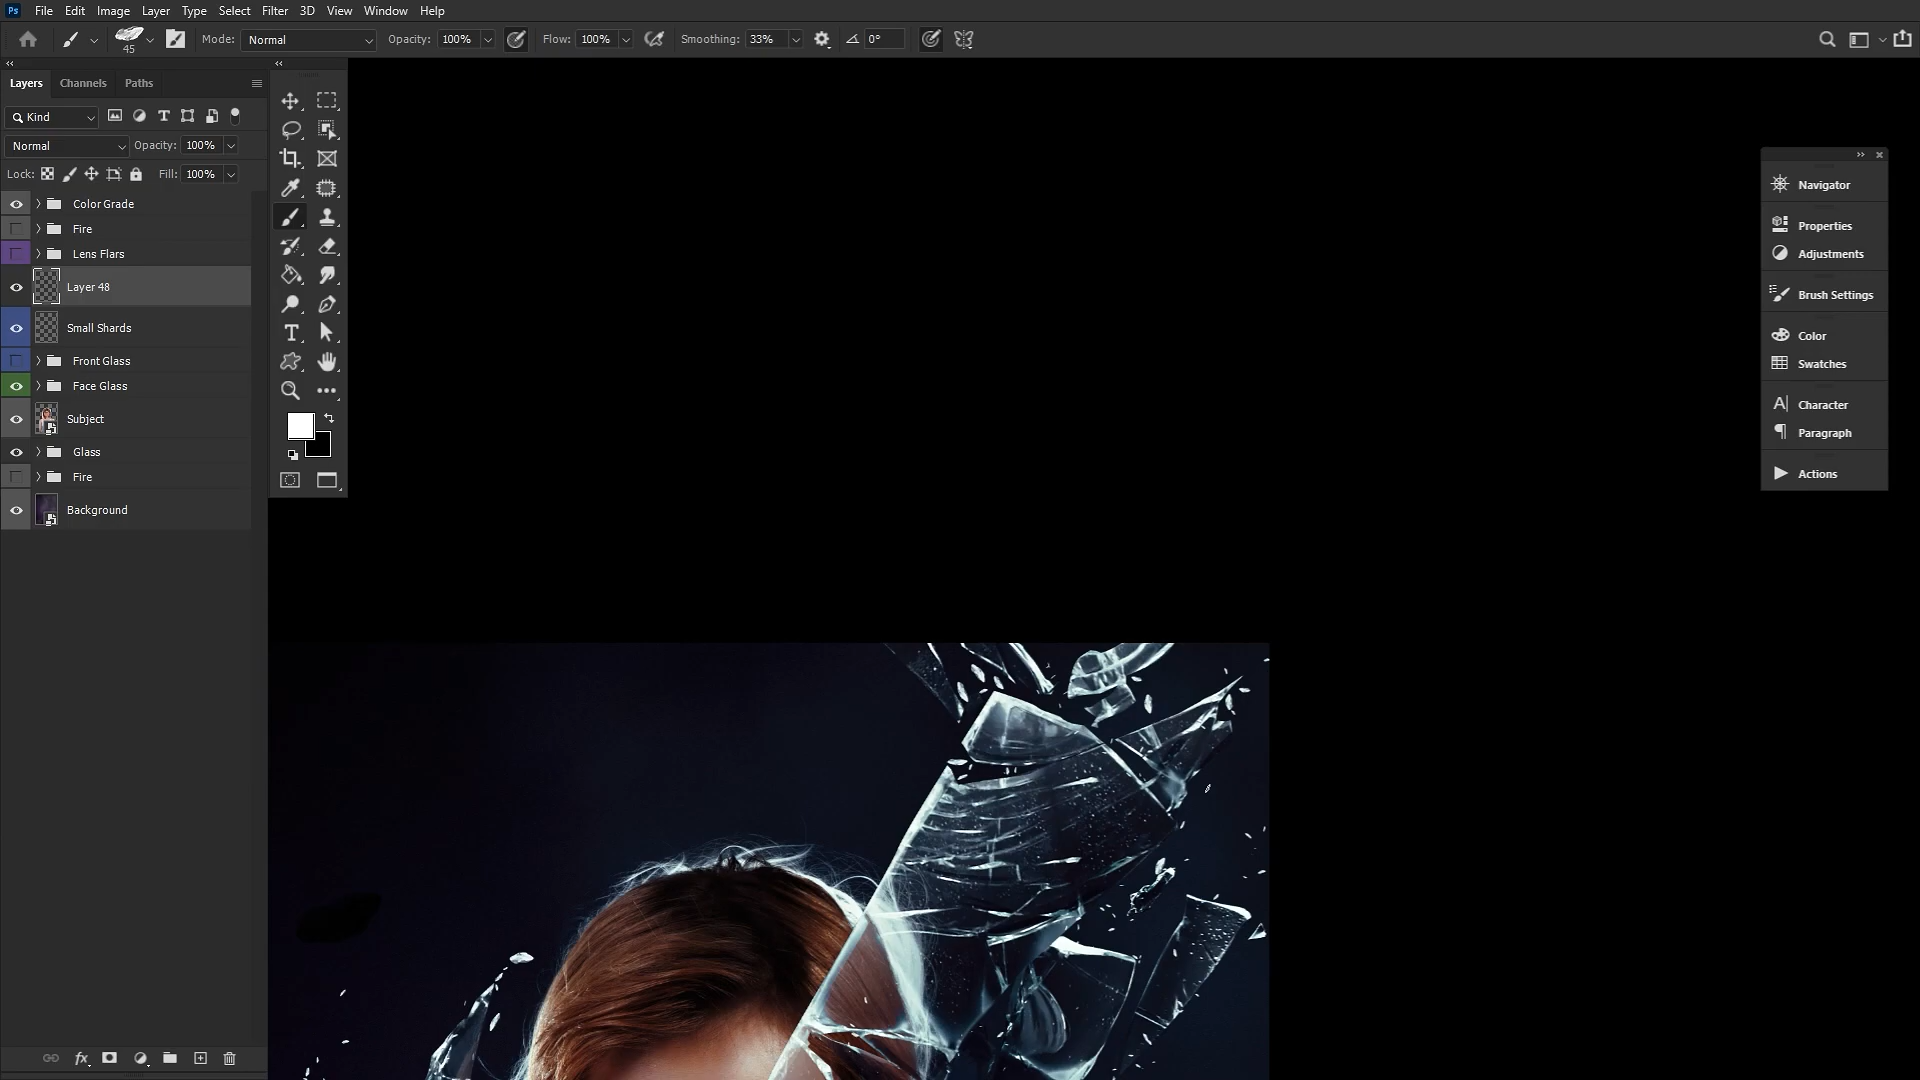 Ps File Edit Image Layer Type Select Filter 3D View Window Help
45 Mode: Normal Opacity: 100% Flow: 100% Smoothing: 33% 0°
Layers Channels Paths
Kind
Normal Opacity: 100%
Lock: Fill: 100%
Color Grade
Fire
Lens Flars
Layer 48
Small Shards
Front Glass
Face Glass
Subject
Glass
Fire
Background
Navigator
Properties
Adjustments
Brush Settings
Color
Swatches
Character
Paragraph
Actions